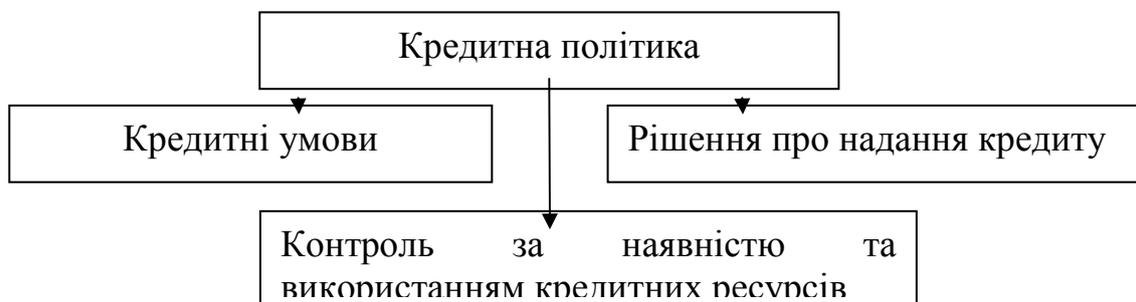 Кредитна політика
Кредитні умови
Рішення про надання кредиту
Контроль за наявністю та
використанням кредитних ресурсів